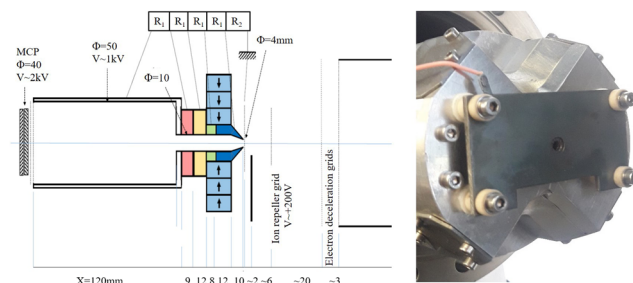 R₁ R₁ R₁ R₁ R₂
MCP
Φ=40
V~2kV
Φ=50
V~1kV
Φ=10
Φ=4mm
Ion repeller grid
V~+200V
Electron deceleration grids
X=120mm
9 12 8 12 10 ~2 ~6 ~20 ~3